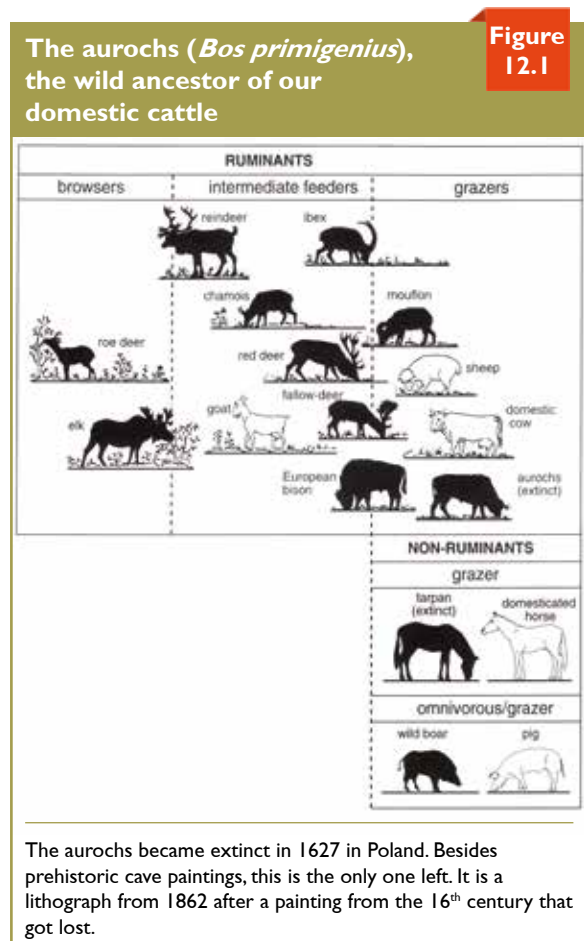 The aurochs (Bos primigenius),
the wild ancestor of our
domestic cattle
Figure
12.1
RUMINANTS
browsers
intermediate feeders
grazers
reindeer
ibex
chamois
mouflon
roe deer
red deer
sheep
fallow-deer
goat
domestic
cow
elk
European
bison
aurochs
(extinct)
NON-RUMINANTS
grazer
tarpan
(extinct)
domesticated
horse
omnivorous/grazer
wild boar
pig
The aurochs became extinct in 1627 in Poland. Besides
prehistoric cave paintings, this is the only one left. It is a
lithograph from 1862 after a painting from the 16th century that
got lost.